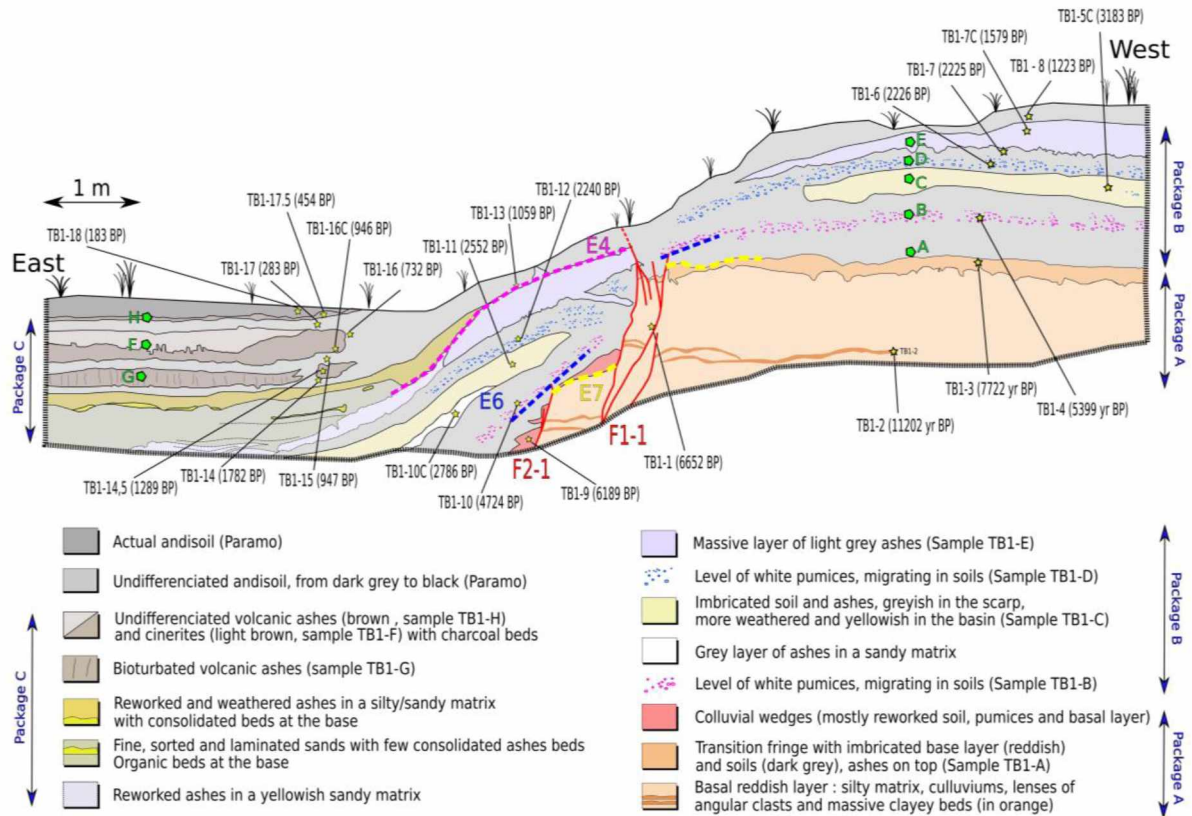 TB1-5C (3183 BP)
TB1-7C (1579 BP)
West
TB1-7 (2225 BP)
TB1 - 8 (1223 BP)
TB1-6 (2226 BP)
E
D
C
B
A
Package B
Package A
1 m
TB1-12 (2240 BP)
TB1-17.5 (454 BP)
TB1-13 (1059 BP)
TB1-16C (946 BP)
TB1-18 (183 BP)
TB1-11 (2552 BP)
E4
TB1-17 (283 BP)
TB1-16 (732 BP)
East
H
F
G
Package C
E6
E7
TB1-2
F1-1
F2-1
TB1-3 (7722 yr BP)
TB1-4 (5399 yr BP)
TB1-2 (11202 yr BP)
TB1-1 (6652 BP)
TB1-14,5 (1289 BP)
TB1-14 (1782 BP)
TB1-15 (947 BP)
TB1-10C (2786 BP)
TB1-10 (4724 BP)
TB1-9 (6189 BP)
Actual andisoil (Paramo)
Undifferenciated andisoil, from dark grey to black (Paramo)
Undifferenciated volcanic ashes (brown , sample TB1-H)
and cinerites (light brown, sample TB1-F) with charcoal beds
Bioturbated volcanic ashes (sample TB1-G)
Reworked and weathered ashes in a silty/sandy matrix
with consolidated beds at the base
Fine, sorted and laminated sands with few consolidated ashes beds
Organic beds at the base
Reworked ashes in a yellowish sandy matrix
Package C
Massive layer of light grey ashes (Sample TB1-E)
Level of white pumices, migrating in soils (Sample TB1-D)
Imbricated soil and ashes, greyish in the scarp,
more weathered and yellowish in the basin (Sample TB1-C)
Grey layer of ashes in a sandy matrix
Level of white pumices, migrating in soils (Sample TB1-B)
Colluvial wedges (mostly reworked soil, pumices and basal layer)
Transition fringe with imbricated base layer (reddish)
and soils (dark grey), ashes on top (Sample TB1-A)
Basal reddish layer : silty matrix, culluviums, lenses of
angular clasts and massive clayey beds (in orange)
Package B
Package A